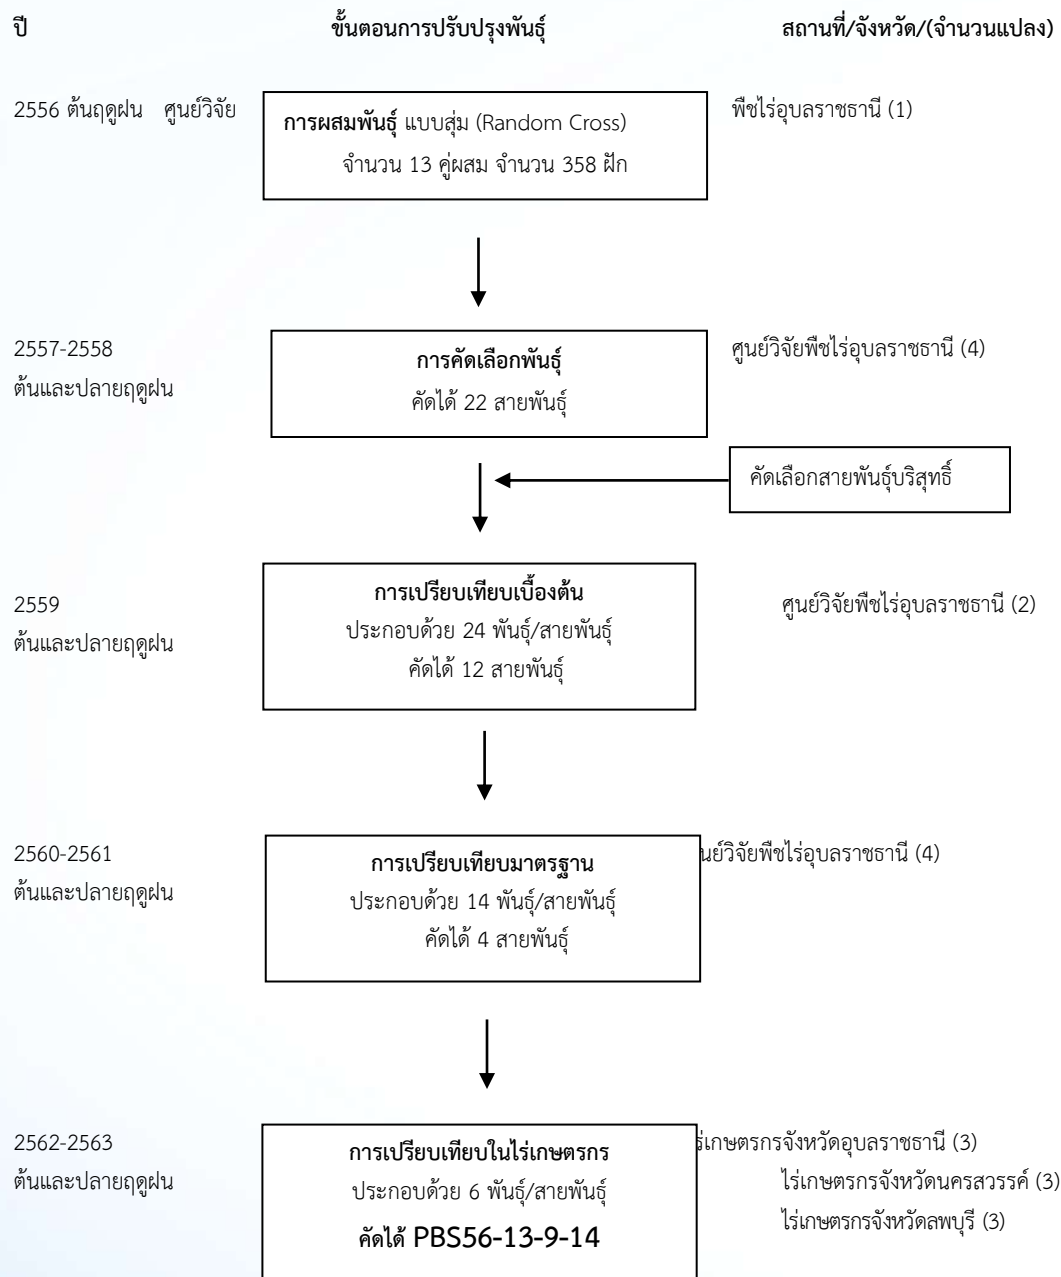 ปี ขั้นตอนการปรับปรุงพันธุ์ สถานที่/จังหวัด/(จำนวนแปลง)
2556 ต้นฤดูฝน ศูนย์วิจัย
การผสมพันธุ์ แบบสุ่ม (Random Cross)
จำนวน 13 คู่ผสม จำนวน 358 ฝัก
พืชไร่อุบลราชธานี (1)
2557-2558
ต้นและปลายฤดูฝน
การคัดเลือกพันธุ์
คัดได้ 22 สายพันธุ์
ศูนย์วิจัยพืชไร่อุบลราชธานี (4)
คัดเลือกสายพันธุ์บริสุทธิ์
2559
ต้นและปลายฤดูฝน
การเปรียบเทียบเบื้องต้น
ประกอบด้วย 24 พันธุ์/สายพันธุ์
คัดได้ 12 สายพันธุ์
ศูนย์วิจัยพืชไร่อุบลราชธานี (2)
2560-2561
ต้นและปลายฤดูฝน
การเปรียบเทียบมาตรฐาน
ประกอบด้วย 14 พันธุ์/สายพันธุ์
คัดได้ 4 สายพันธุ์
นย์วิจัยพืชไร่อุบลราชธานี (4)
2562-2563
ต้นและปลายฤดูฝน
การเปรียบเทียบในไร่เกษตรกร
ประกอบด้วย 6 พันธุ์/สายพันธุ์
คัดได้ PBS56-13-9-14
ร่เกษตรกรจังหวัดอุบลราชธานี (3)
ไร่เกษตรกรจังหวัดนครสวรรค์ (3)
ไร่เกษตรกรจังหวัดลพบุรี (3)